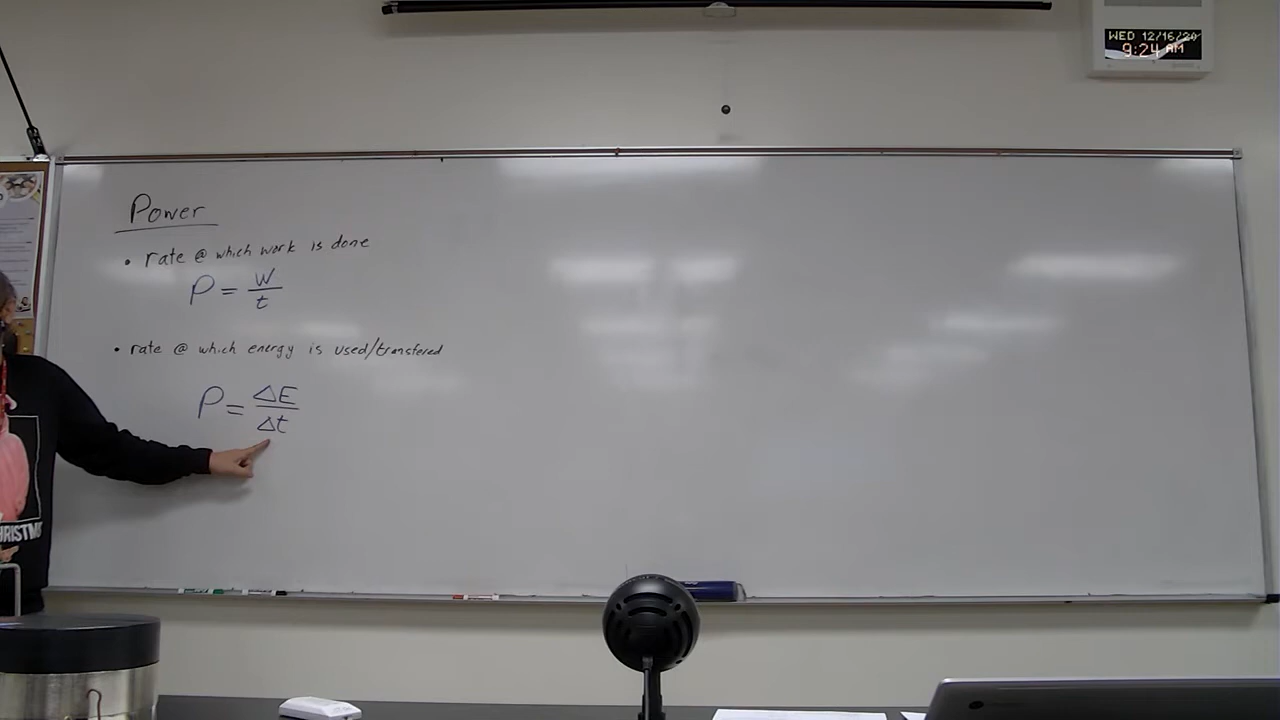 WED 12/16/20
9:24 AM
Power
• rate @ which work is done
P = W/t
• rate @ which energy is used/transfered
P = ΔE/Δt